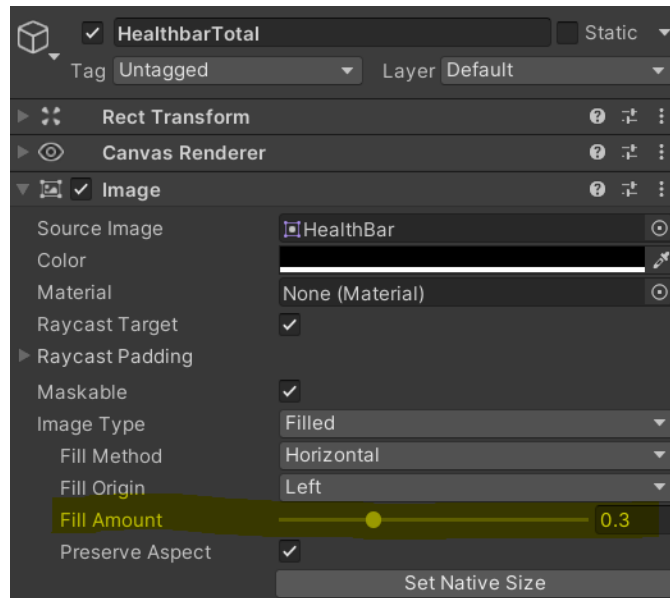 HealthbarTotal Static
Tag Untagged Layer Default
Rect Transform
Canvas Renderer
Image
Source Image HealthBar
Color
Material None (Material)
Raycast Target
Raycast Padding
Maskable
Image Type Filled
Fill Method Horizontal
Fill Origin Left
Fill Amount 0.3
Preserve Aspect
Set Native Size